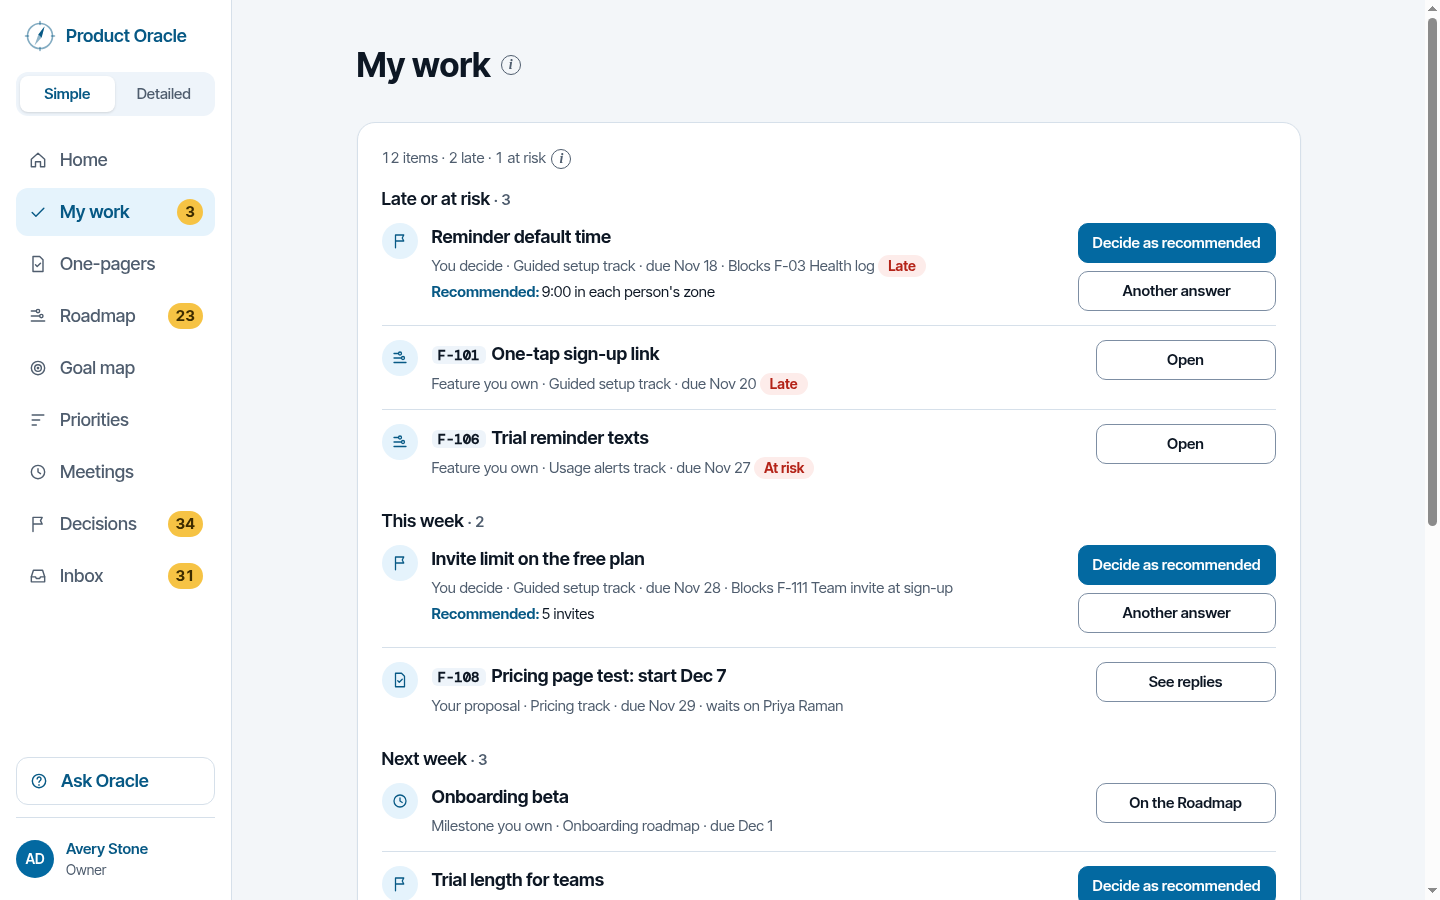 Product Oracle
Simple
Detailed
Home
My work
3
One-pagers
Roadmap
23
Goal map
Priorities
Meetings
Decisions
34
Inbox
31
Ask Oracle
AD
Avery Stone
Owner
My work i
12 items · 2 late · 1 at risk i
Late or at risk · 3
Reminder default time
You decide · Guided setup track · due Nov 18 · Blocks F-03 Health log Late
Recommended: 9:00 in each person's zone
Decide as recommended
Another answer
F-101 One-tap sign-up link
Feature you own · Guided setup track · due Nov 20 Late
Open
F-106 Trial reminder texts
Feature you own · Usage alerts track · due Nov 27 At risk
Open
This week · 2
Invite limit on the free plan
You decide · Guided setup track · due Nov 28 · Blocks F-111 Team invite at sign-up
Recommended: 5 invites
Decide as recommended
Another answer
F-108 Pricing page test: start Dec 7
Your proposal · Pricing track · due Nov 29 · waits on Priya Raman
See replies
Next week · 3
Onboarding beta
Milestone you own · Onboarding roadmap · due Dec 1
On the Roadmap
Trial length for teams
Decide as recommended